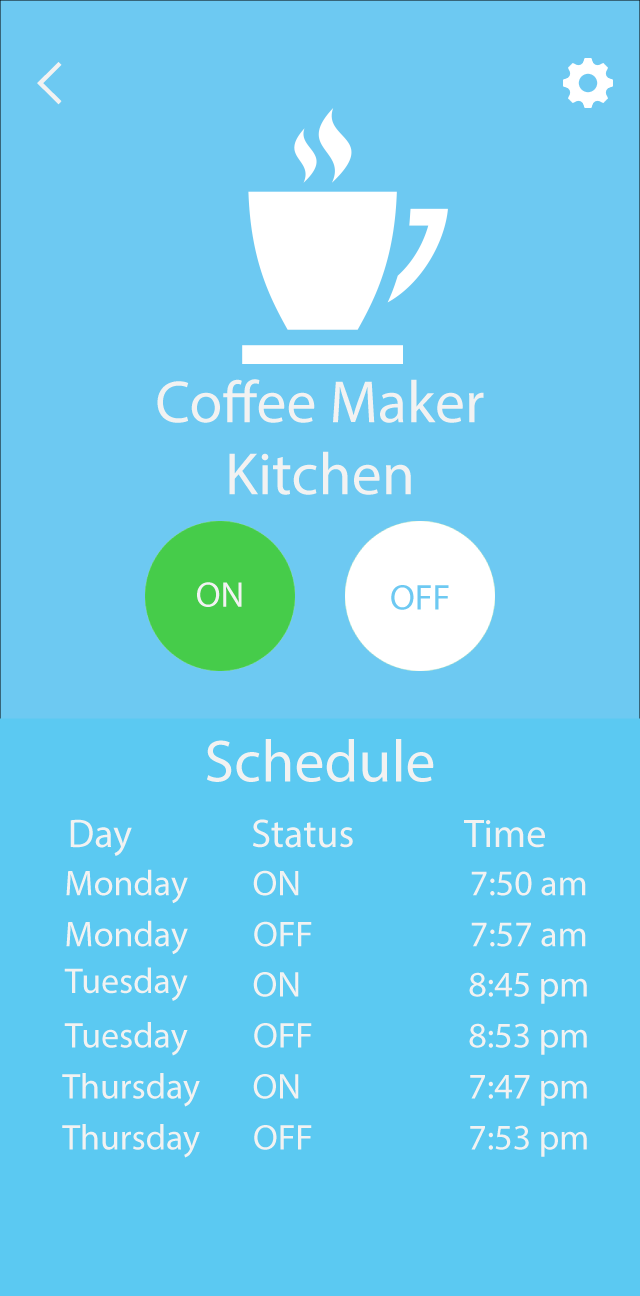 Coffee Maker
Kitchen
ON OFF
Schedule
Day Status Time
Monday ON 7:50 am
Monday OFF 7:57 am
Tuesday ON 8:45 pm
Tuesday OFF 8:53 pm
Thursday ON 7:47 pm
Thursday OFF 7:53 pm